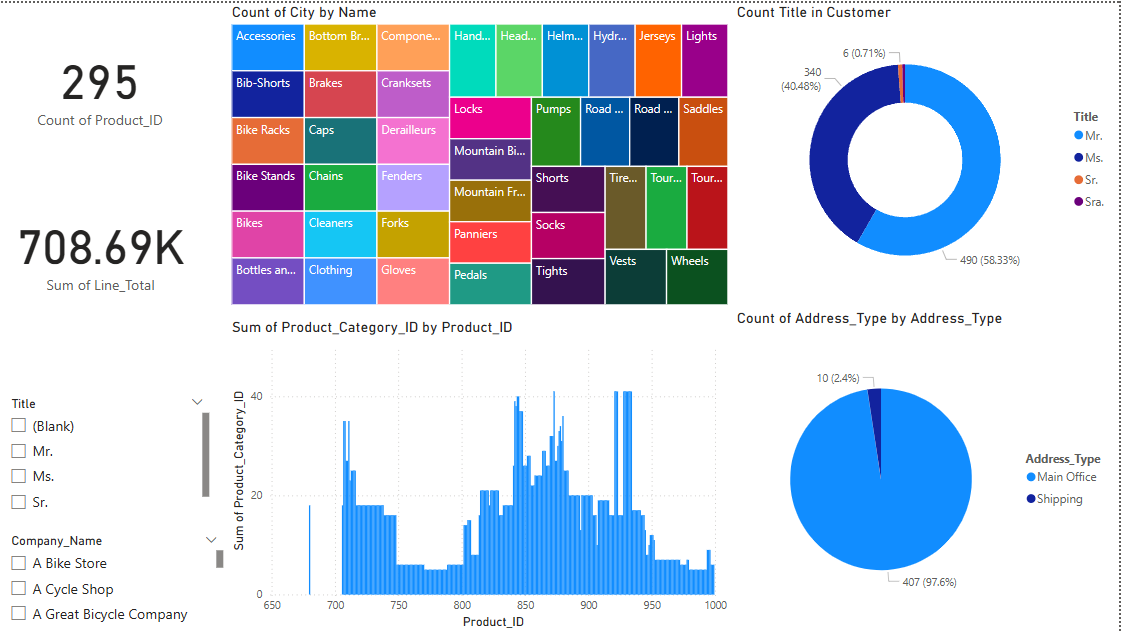 295
Count of Product_ID
708.69K
Sum of Line_Total
Title
(Blank)
Mr.
Ms.
Sr.
Company_Name
A Bike Store
A Cycle Shop
A Great Bicycle Company
Count of City by Name
Accessories
Bib-Shorts
Bike Racks
Bike Stands
Bikes
Bottles an...
Bottom Br...
Brakes
Caps
Chains
Cleaners
Clothing
Compone...
Cranksets
Derailleurs
Fenders
Forks
Gloves
Hand...
Head...
Helm...
Hydr...
Jerseys
Lights
Locks
Mountain Bi...
Mountain Fr...
Panniers
Pedals
Pumps
Road ...
Road ...
Saddles
Shorts
Socks
Tights
Tire...
Tour...
Tour...
Vests
Wheels
Sum of Product_Category_ID by Product_ID
Sum of Product_Category_ID
40
20
0
650 700 750 800 850 900 950 1000
Product_ID
Count Title in Customer
6 (0.71%)
340
(40.48%)
490 (58.33%)
Title
Mr.
Ms.
Sr.
Sra.
Count of Address_Type by Address_Type
10 (2.4%)
407 (97.6%)
Address_Type
Main Office
Shipping